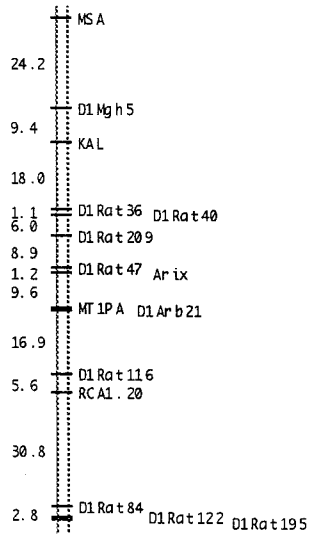 MSA
24.2
D1Mgh5
9.4
KAL
18.0
D1Rat36 D1Rat40
1.1
6.0
D1Rat209
8.9
D1Rat47 Arix
1.2
9.6
MT1PA D1Arb21
16.9
D1Rat116
5.6
RCA1.20
30.8
D1Rat84 D1Rat122 D1Rat195
2.8